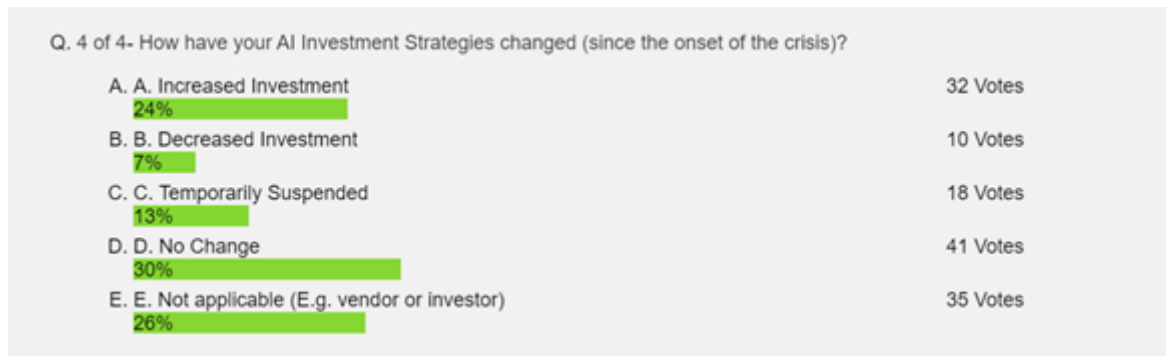 Q. 4 of 4- How have your AI Investment Strategies changed (since the onset of the crisis)?
A. A. Increased Investment 32 Votes
24%
B. B. Decreased Investment 10 Votes
7%
C. C. Temporarily Suspended 18 Votes
13%
D. D. No Change 41 Votes
30%
E. E. Not applicable (E.g. vendor or investor) 35 Votes
26%